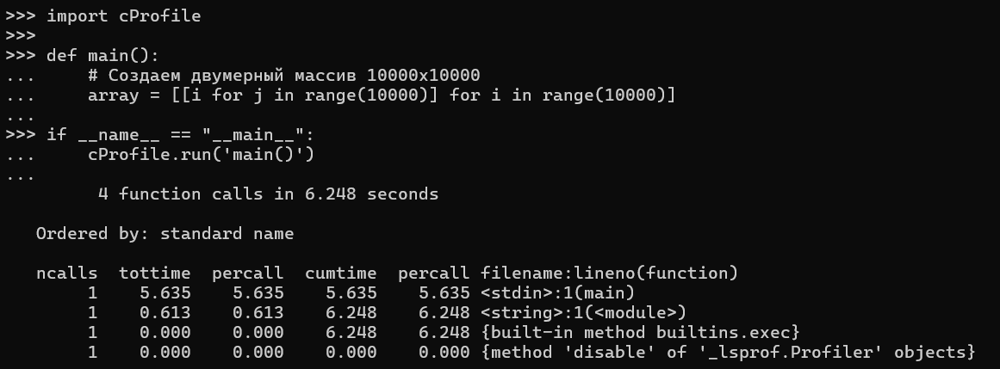 >>> import cProfile
>>>
>>> def main():
...     # Создаем двумерный массив 10000x10000
...     array = [[i for j in range(10000)] for i in range(10000)]
...
>>> if __name__ == "__main__":
...     cProfile.run('main()')
...
         4 function calls in 6.248 seconds

   Ordered by: standard name

   ncalls  tottime  percall  cumtime  percall filename:lineno(function)
        1    5.635    5.635    5.635    5.635 <stdin>:1(main)
        1    0.613    0.613    6.248    6.248 <string>:1(<module>)
        1    0.000    0.000    6.248    6.248 {built-in method builtins.exec}
        1    0.000    0.000    0.000    0.000 {method 'disable' of '_lsprof.Profiler' objects}